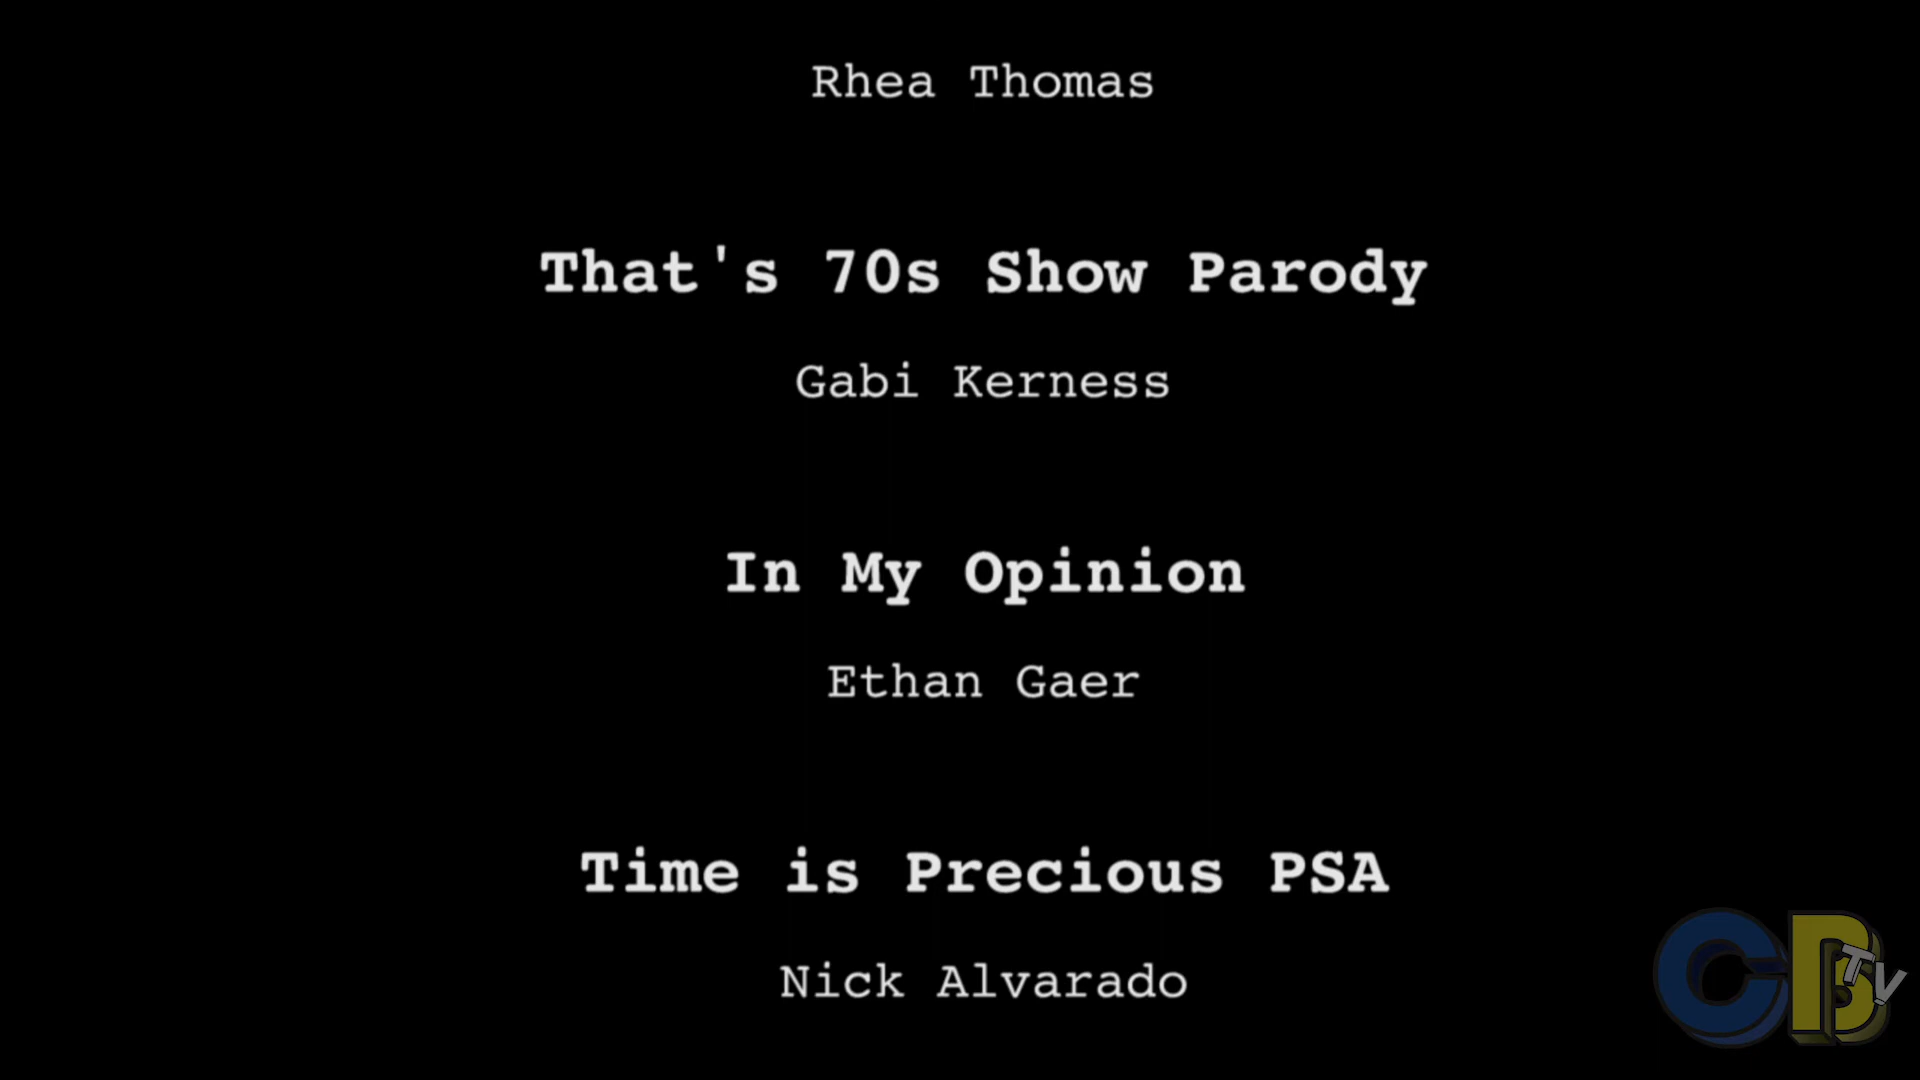 Rhea Thomas
That's 70s Show Parody
Gabi Kerness
In My Opinion
Ethan Gaer
Time is Precious PSA
Nick Alvarado
CB TV